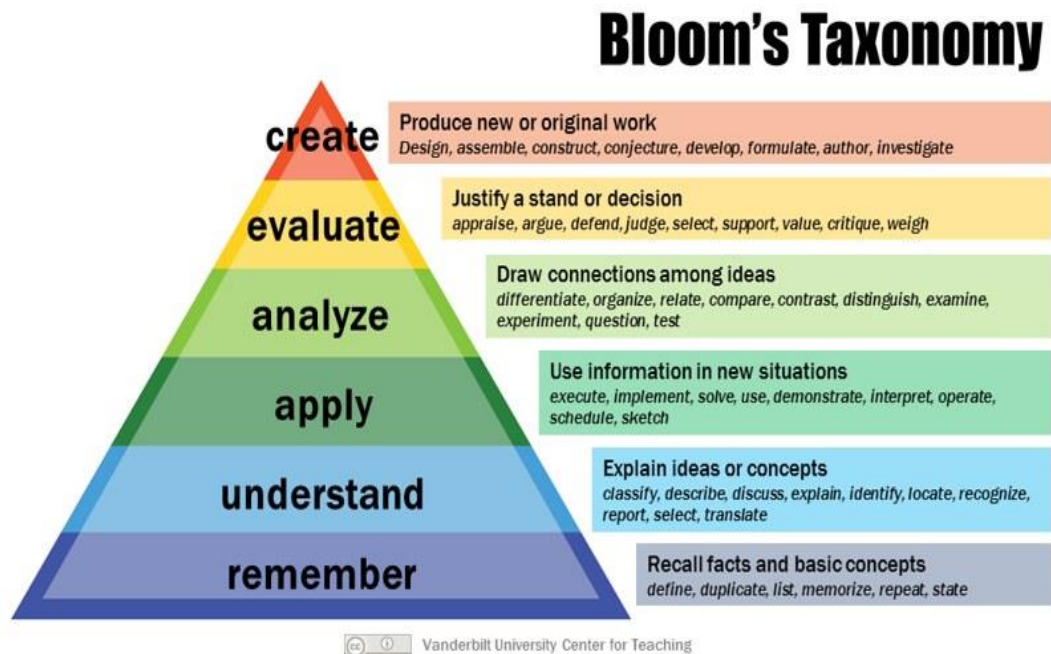 Bloom's Taxonomy
create
Produce new or original work
Design, assemble, construct, conjecture, develop, formulate, author, investigate
evaluate
Justify a stand or decision
appraise, argue, defend, judge, select, support, value, critique, weigh
analyze
Draw connections among ideas
differentiate, organize, relate, compare, contrast, distinguish, examine,
experiment, question, test
apply
Use information in new situations
execute, implement, solve, use, demonstrate, interpret, operate,
schedule, sketch
understand
Explain ideas or concepts
classify, describe, discuss, explain, identify, locate, recognize,
report, select, translate
remember
Recall facts and basic concepts
define, duplicate, list, memorize, repeat, state
cc Vanderbilt University Center for Teaching